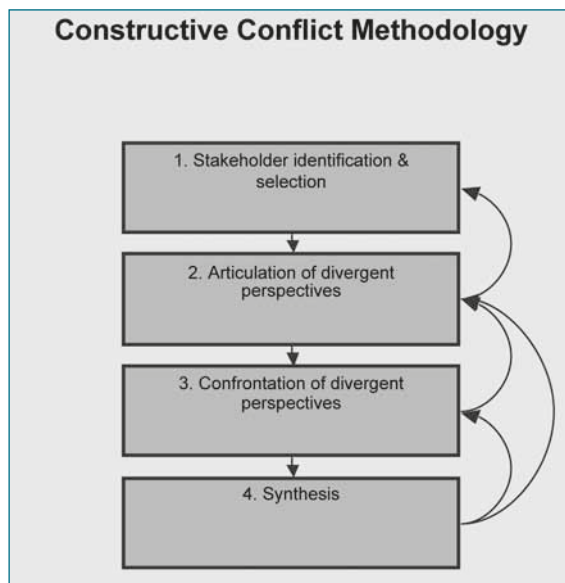 Constructive Conflict Methodology
1. Stakeholder identification &
selection
2. Articulation of divergent
perspectives
3. Confrontation of divergent
perspectives
4. Synthesis